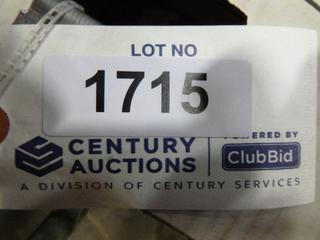 LOT NO
1715
CENTURY AUCTIONS
POWERED BY
ClubBid
A DIVISION OF CENTURY SERVICES